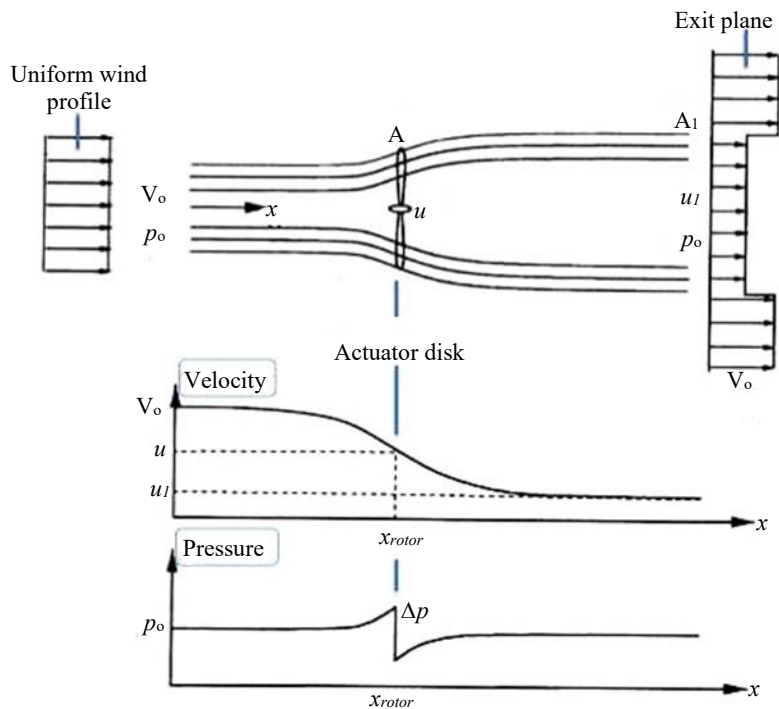 Exit plane
Uniform wind
profile
A
A1
Vo
x
u
u1
po
po
Actuator disk
Vo
Velocity
Vo
u
u1
x
xrotor
Pressure
Δp
po
x
xrotor